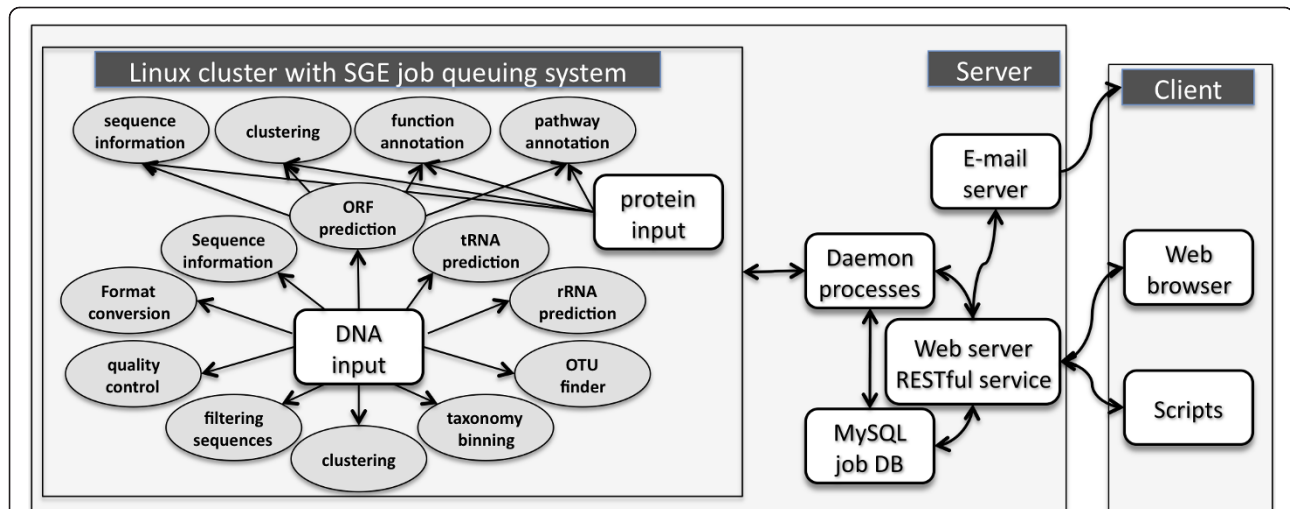 Linux cluster with SGE job queuing system
Server
Client
sequence
information
clustering
function
annotation
pathway
annotation
E-mail
server
protein
input
ORF
prediction
Sequence
information
tRNA
prediction
Daemon
processes
Web
browser
Format
conversion
rRNA
prediction
DNA
input
Web server
RESTful service
quality
control
OTU
finder
Scripts
filtering
sequences
taxonomy
binning
clustering
MySQL
job DB